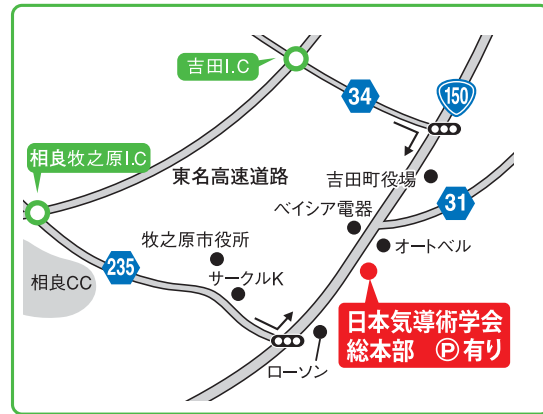 吉田I.C
34
150
相良牧之原I.C
東名高速道路
吉田町役場
31
ベイシア電器
牧之原市役所
オートベル
235
サークルK
相良CC
日本気導術学会
総本部 Ⓟ有り
ローソン